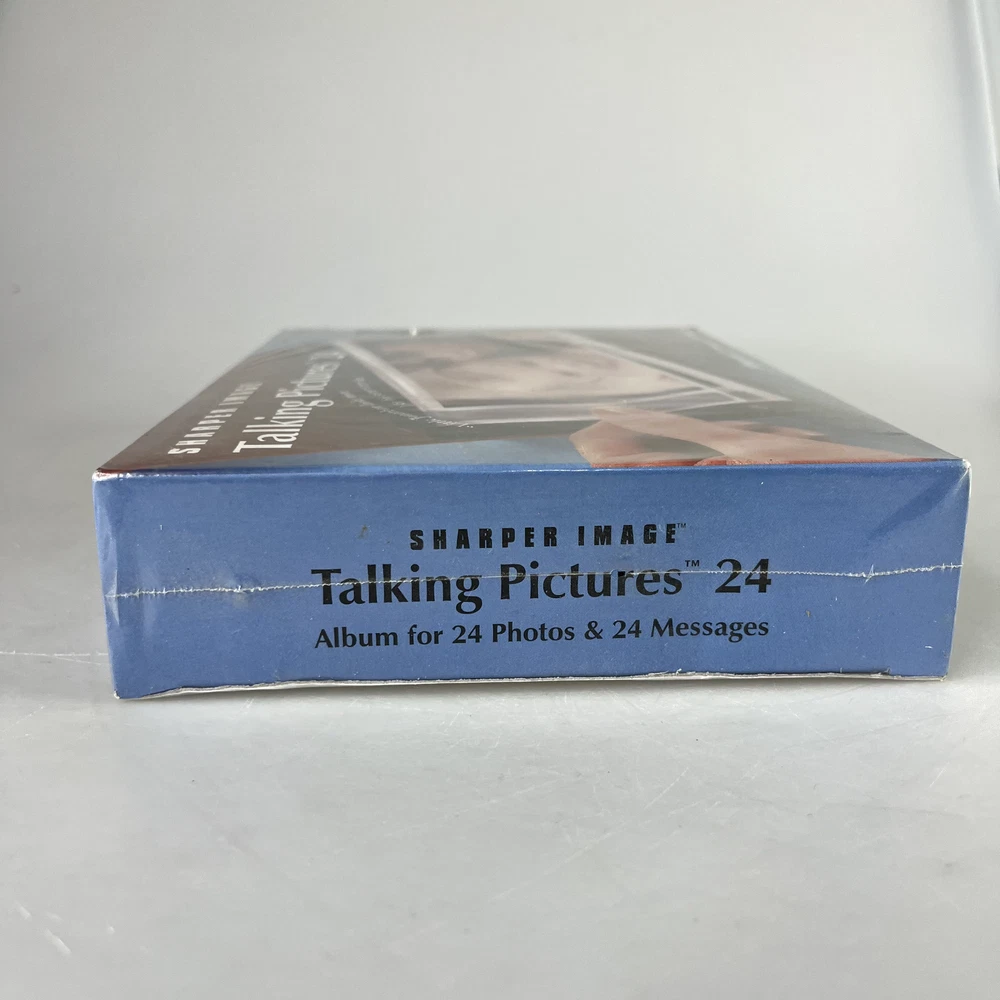 SHARPER IMAGE
Talking Pictures
SHARPER IMAGE™
Talking Pictures™ 24
Album for 24 Photos & 24 Messages